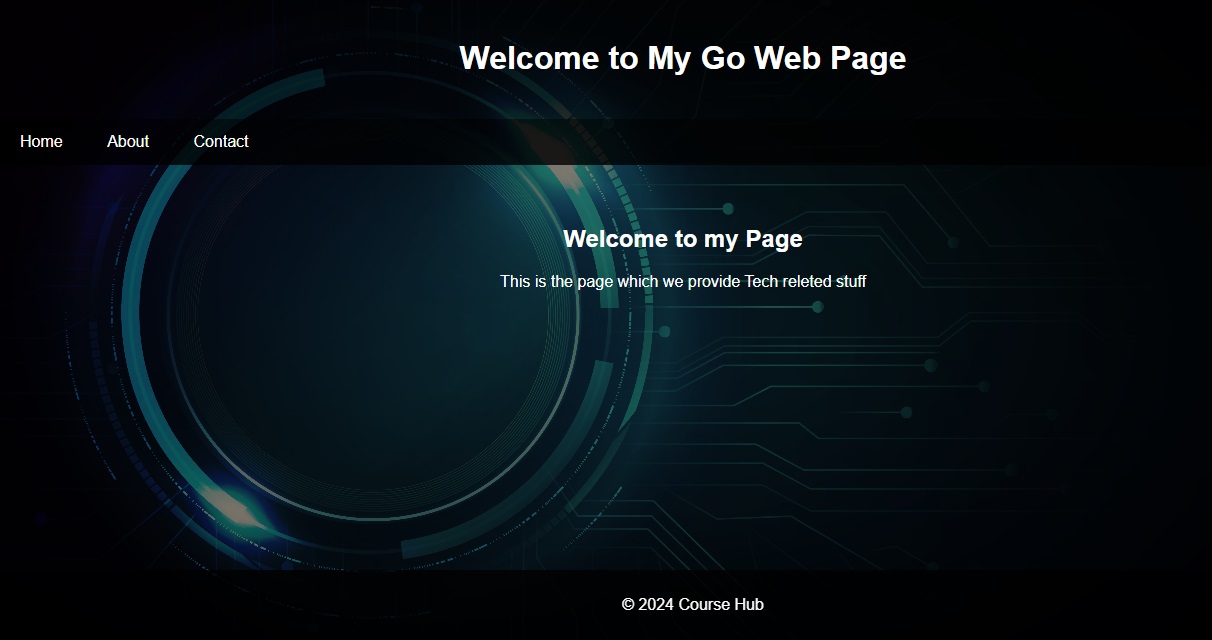 Welcome to My Go Web Page
Home About Contact
Welcome to my Page
This is the page which we provide Tech releted stuff
© 2024 Course Hub